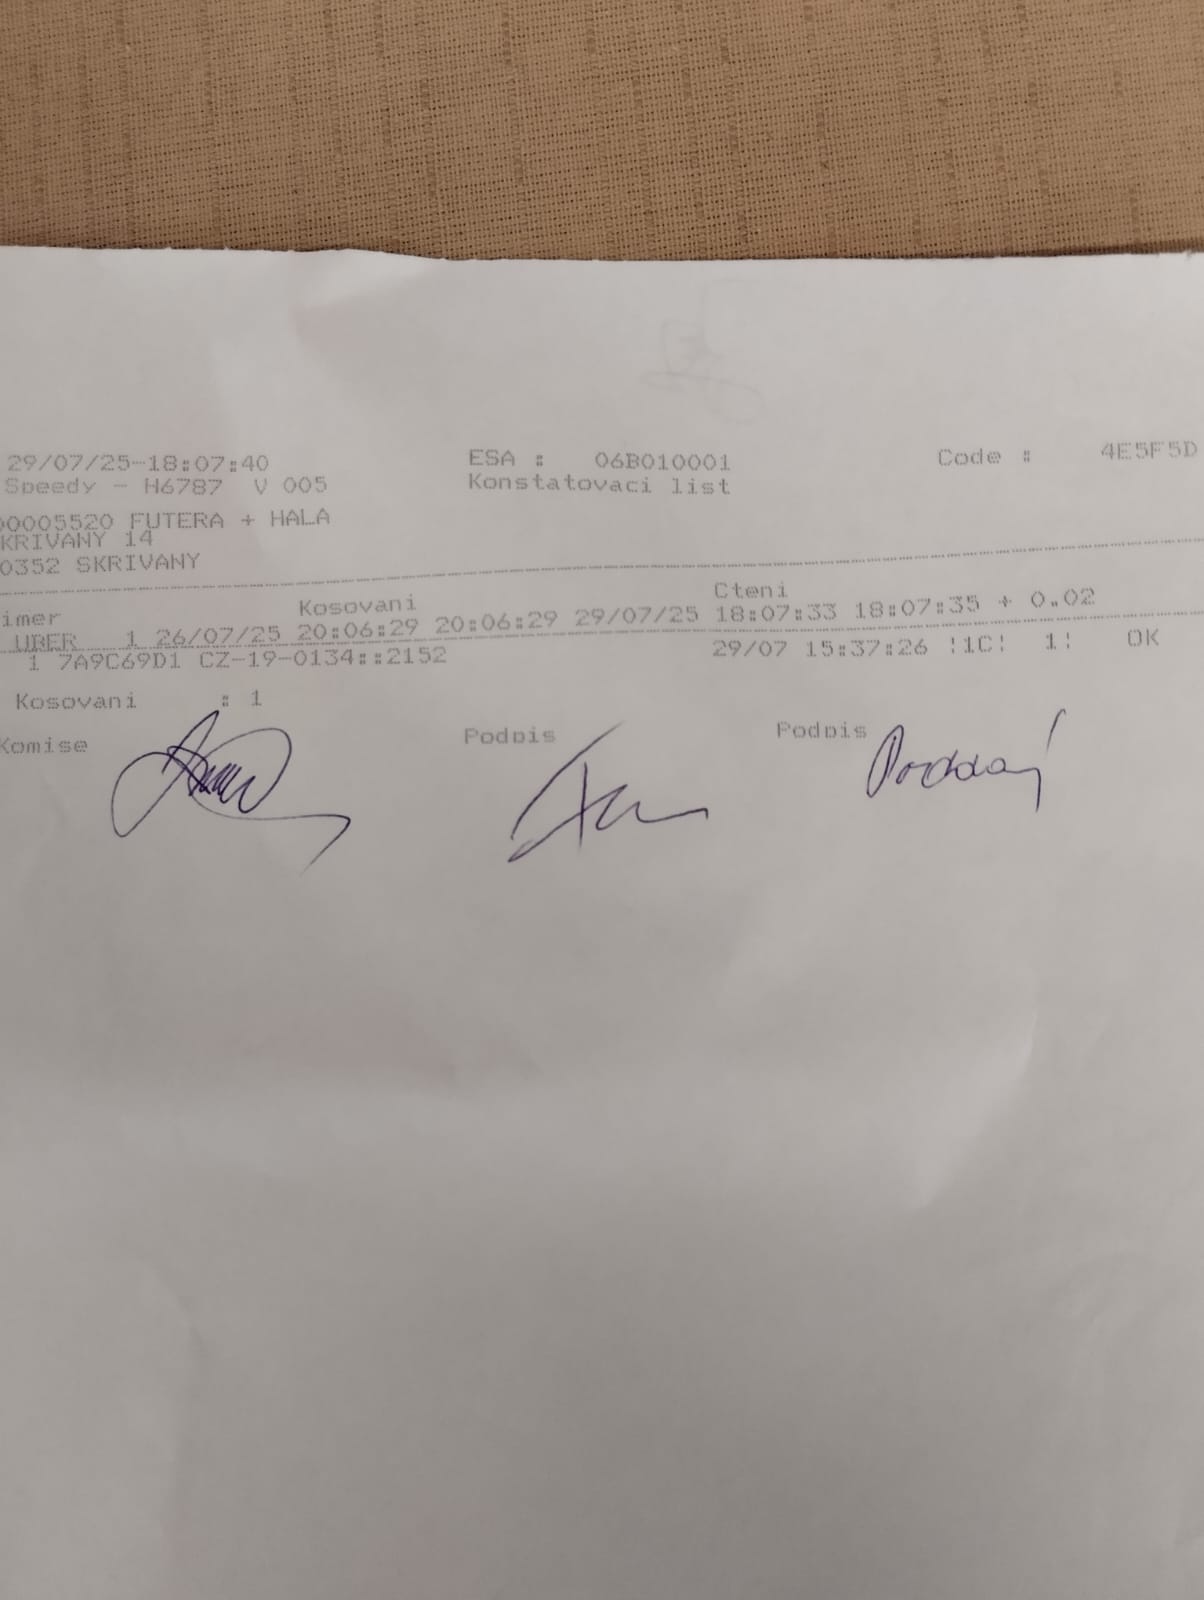 29/07/25-18:07:40 ESA : 06B010001 Code : 4E5F5D
Speedy - H6787 V 005 Konstatovaci list
00005520 FUTERA + HALA
KRIVANY 14
0352 SKRIVANY
imer Kosovani Cteni
UBER 1 26/07/25 20:06:29 20:06:29 29/07/25 18:07:33 18:07:35 + 0.02
1 7A9C69D1 CZ-19-0134::2152 29/07 15:37:26 !1C! 1! OK
Kosovani : 1
Komise Podpis Podpis